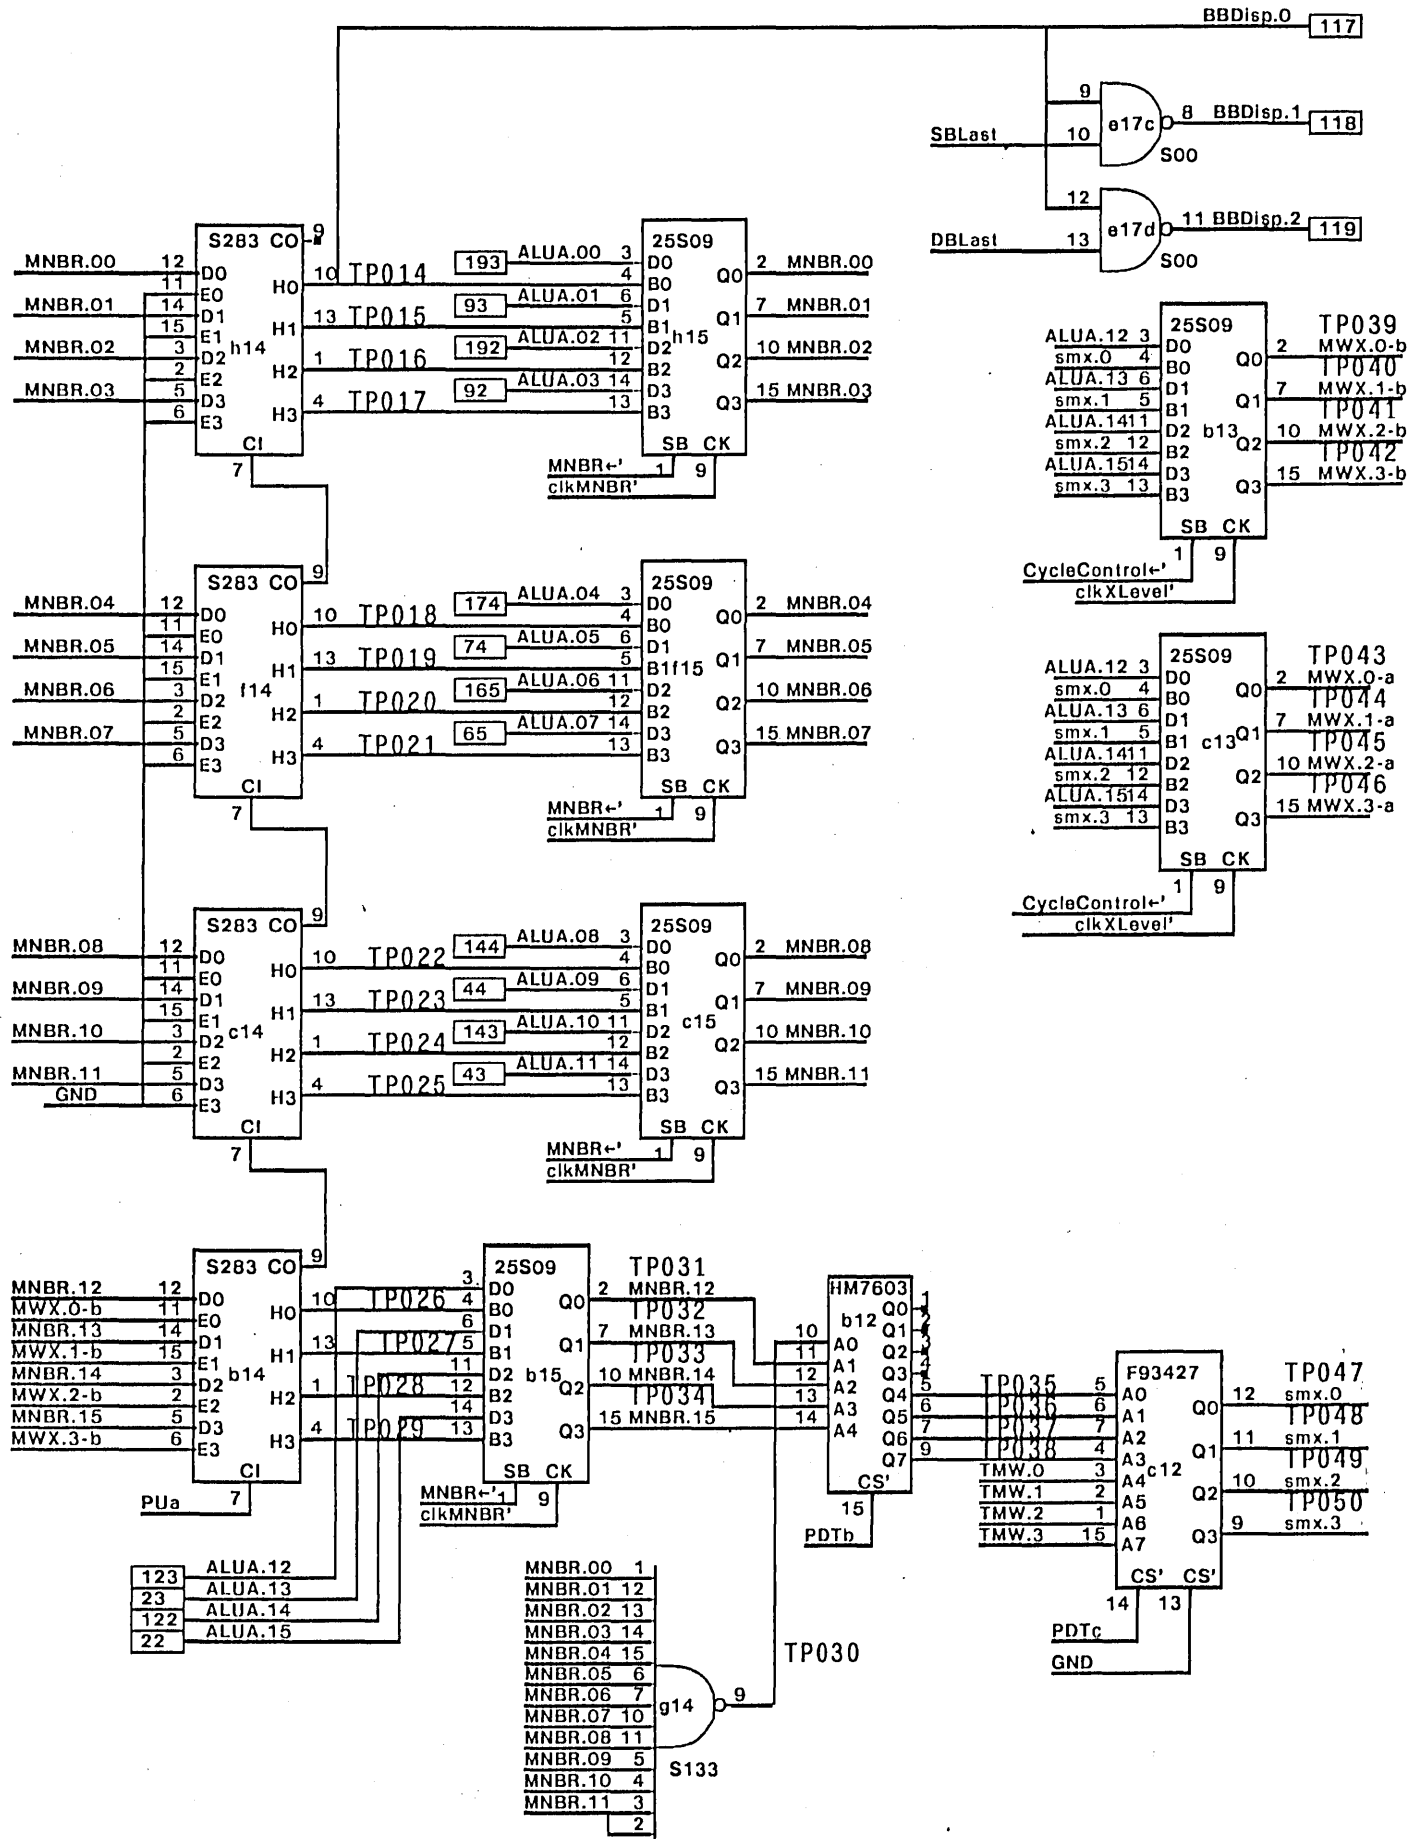 BBDisp.0 117
9 e17c 8 BBDisp.1 118
SBLast 10 S00
12 e17d 11 BBDisp.2 119
DBLast 13 S00
S283 CO 9
MNBR.00 12 D0
11 E0
MNBR.01 14 D1
15 E1
MNBR.02 3 D2
2 E2
MNBR.03 5 D3
6 E3
h14
H0 10 TP014
H1 13 TP015
H2 1 TP016
H3 4 TP017
CI
7
25S09
193 ALUA.00 3 D0
4 B0
93 ALUA.01 6 D1
5 B1
192 ALUA.02 11 D2
12 B2
92 ALUA.03 14 D3
13 B3
h15
Q0 2 MNBR.00
Q1 7 MNBR.01
Q2 10 MNBR.02
Q3 15 MNBR.03
SB CK
MNBR←' 1 9
clkMNBR'
25S09
ALUA.12 3 D0
smx.0 4 B0
ALUA.13 6 D1
smx.1 5 B1
ALUA.14 11 D2
smx.2 12 B2
ALUA.15 14 D3
smx.3 13 B3
b13
TP039
Q0 2 MWX.0-b
TP040
Q1 7 MWX.1-b
TP041
Q2 10 MWX.2-b
TP042
Q3 15 MWX.3-b
SB CK
1 9
CycleControl←'
clkXLevel'
S283 CO 9
MNBR.04 12 D0
11 E0
MNBR.05 14 D1
15 E1
MNBR.06 3 D2
2 E2
MNBR.07 5 D3
6 E3
f14
H0 10 TP018
H1 13 TP019
H2 1 TP020
H3 4 TP021
CI
7
25S09
174 ALUA.04 3 D0
4 B0
74 ALUA.05 6 D1
5 B1
165 ALUA.06 11 D2
12 B2
65 ALUA.07 14 D3
13 B3
f15
Q0 2 MNBR.04
Q1 7 MNBR.05
Q2 10 MNBR.06
Q3 15 MNBR.07
SB CK
MNBR←' 1 9
clkMNBR'
25S09
ALUA.12 3 D0
smx.0 4 B0
ALUA.13 6 D1
smx.1 5 B1
ALUA.14 11 D2
smx.2 12 B2
ALUA.15 14 D3
smx.3 13 B3
c13
TP043
Q0 2 MWX.0-a
TP044
Q1 7 MWX.1-a
TP045
Q2 10 MWX.2-a
TP046
Q3 15 MWX.3-a
SB CK
1 9
CycleControl←'
clkXLevel'
S283 CO 9
MNBR.08 12 D0
11 E0
MNBR.09 14 D1
15 E1
MNBR.10 3 D2
2 E2
MNBR.11 5 D3
GND 6 E3
c14
H0 10 TP022
H1 13 TP023
H2 1 TP024
H3 4 TP025
CI
7
25S09
144 ALUA.08 3 D0
4 B0
44 ALUA.09 6 D1
5 B1
143 ALUA.10 11 D2
12 B2
43 ALUA.11 14 D3
13 B3
c15
Q0 2 MNBR.08
Q1 7 MNBR.09
Q2 10 MNBR.10
Q3 15 MNBR.11
SB CK
MNBR←' 1 9
clkMNBR'
S283 CO 9
MNBR.12 12 D0
MWX.0-b 11 E0
MNBR.13 14 D1
MWX.1-b 15 E1
MNBR.14 3 D2
MWX.2-b 2 E2
MNBR.15 5 D3
MWX.3-b 6 E3
b14
H0 10 TP026
H1 13 TP027
H2 1 TP028
H3 4 TP029
CI
PUa 7
25S09
3 D0
4 B0
6 D1
5 B1
11 D2
12 B2
14 D3
13 B3
b15
TP031
Q0 2 MNBR.12
TP032
Q1 7 MNBR.13
TP033
Q2 10 MNBR.14
TP034
Q3 15 MNBR.15
SB CK
MNBR←' 1 9
clkMNBR'
HM7603
b12
10 A0
11 A1
12 A2
13 A3
14 A4
Q0 1
Q1 2
Q2 3
Q3 4
Q4 5
Q5 6
Q6 7
Q7 9
CS'
15
PDTb
F93427
TP035 5 A0
TP036 6 A1
TP037 7 A2
TP038 4 A3
TMW.0 3 A4
TMW.1 2 A5
TMW.2 1 A6
TMW.3 15 A7
c12
TP047
Q0 12 smx.0
TP048
Q1 11 smx.1
TP049
Q2 10 smx.2
TP050
Q3 9 smx.3
CS' CS'
14 13
PDTc
GND
123 ALUA.12
23 ALUA.13
122 ALUA.14
22 ALUA.15
MNBR.00 1
MNBR.01 12
MNBR.02 13
MNBR.03 14
MNBR.04 15
MNBR.05 6
MNBR.06 7
MNBR.07 10
MNBR.08 11
MNBR.09 5
MNBR.10 4
MNBR.11 3
2
g14 9
S133
TP030